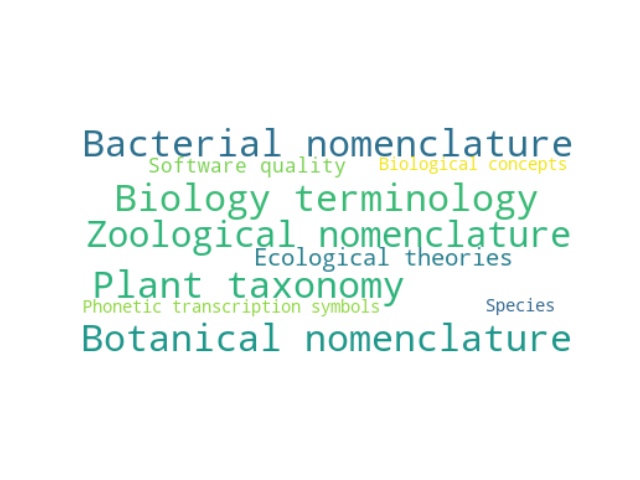 Bacterial nomenclature
Software quality
Biological concepts
Biology terminology
Zoological nomenclature
Ecological theories
Plant taxonomy
Phonetic transcription symbols
Species
Botanical nomenclature